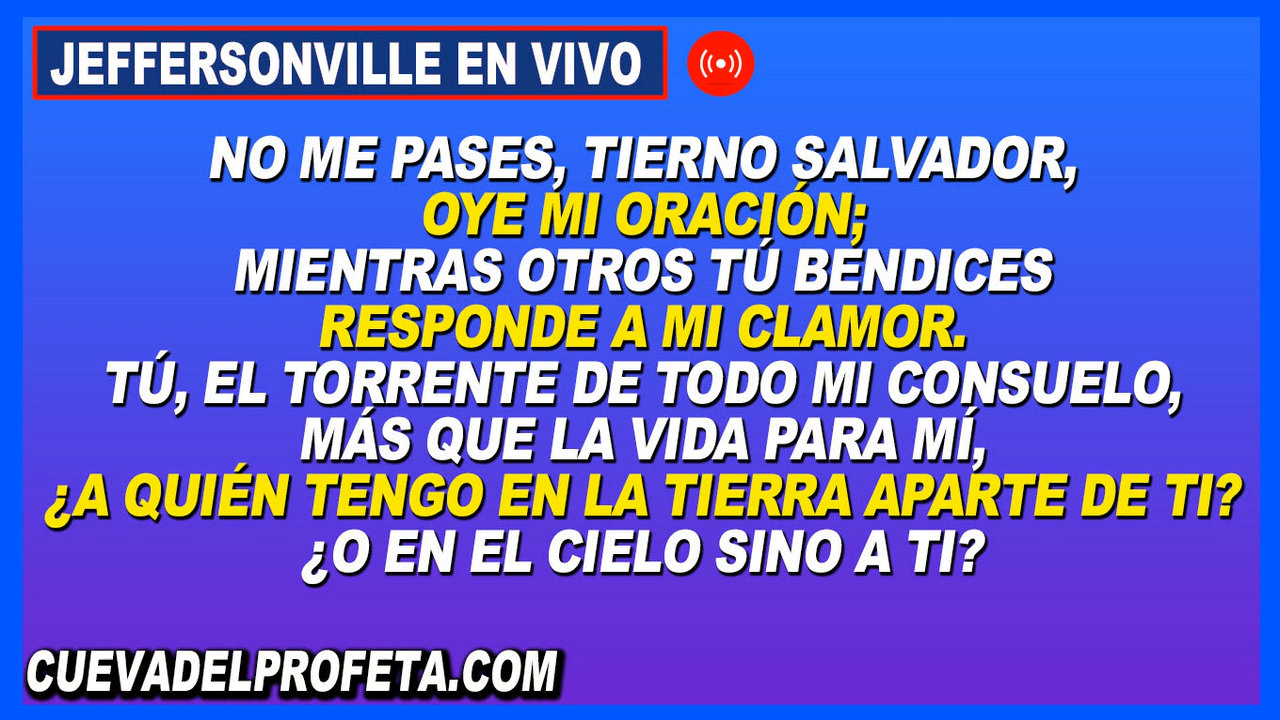 JEFFERSONVILLE EN VIVO
NO ME PASES, TIERNO SALVADOR,
OYE MI ORACIÓN;
MIENTRAS OTROS TÚ BENDICES
RESPONDE A MI CLAMOR.
TÚ, EL TORRENTE DE TODO MI CONSUELO,
MÁS QUE LA VIDA PARA MÍ,
¿A QUIÉN TENGO EN LA TIERRA APARTE DE TI?
¿O EN EL CIELO SINO A TI?
CUEVADELPROFETA.COM